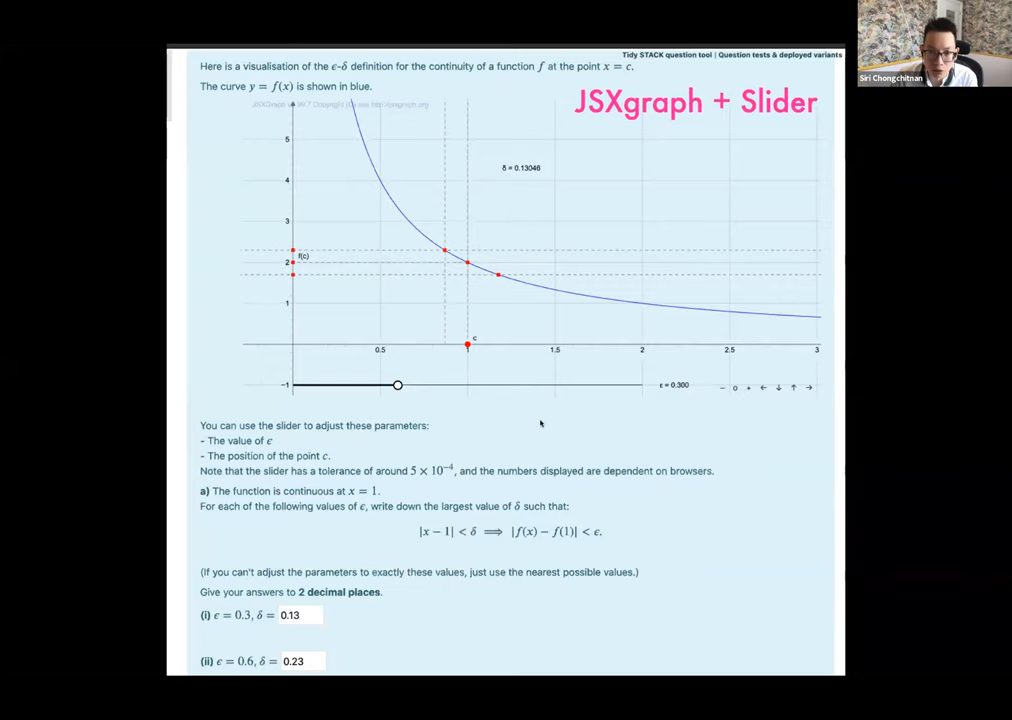 Tidy STACK question tool | Question tests & deployed variants
Here is a visualisation of the ϵ-δ definition for the continuity of a function f at the point x = c.
The curve y = f(x) is shown in blue.
JSXgraph + Slider
Siri Chongchitnan
5
δ = 0.13046
4
3
f(c)
2
1
c
0.5
1
1.5
2
2.5
3
−1
ε = 0.300
− o + ← ↓ ↑ →
You can use the slider to adjust these parameters:
- The value of ϵ
- The position of the point c.
Note that the slider has a tolerance of around 5 × 10⁻⁴, and the numbers displayed are dependent on browsers.
a) The function is continuous at x = 1.
For each of the following values of ϵ, write down the largest value of δ such that:
|x − 1| < δ ⟹ |f(x) − f(1)| < ϵ.
(If you can't adjust the parameters to exactly these values, just use the nearest possible values.)
Give your answers to 2 decimal places.
(i) ϵ = 0.3, δ = 0.13
(ii) ϵ = 0.6, δ = 0.23